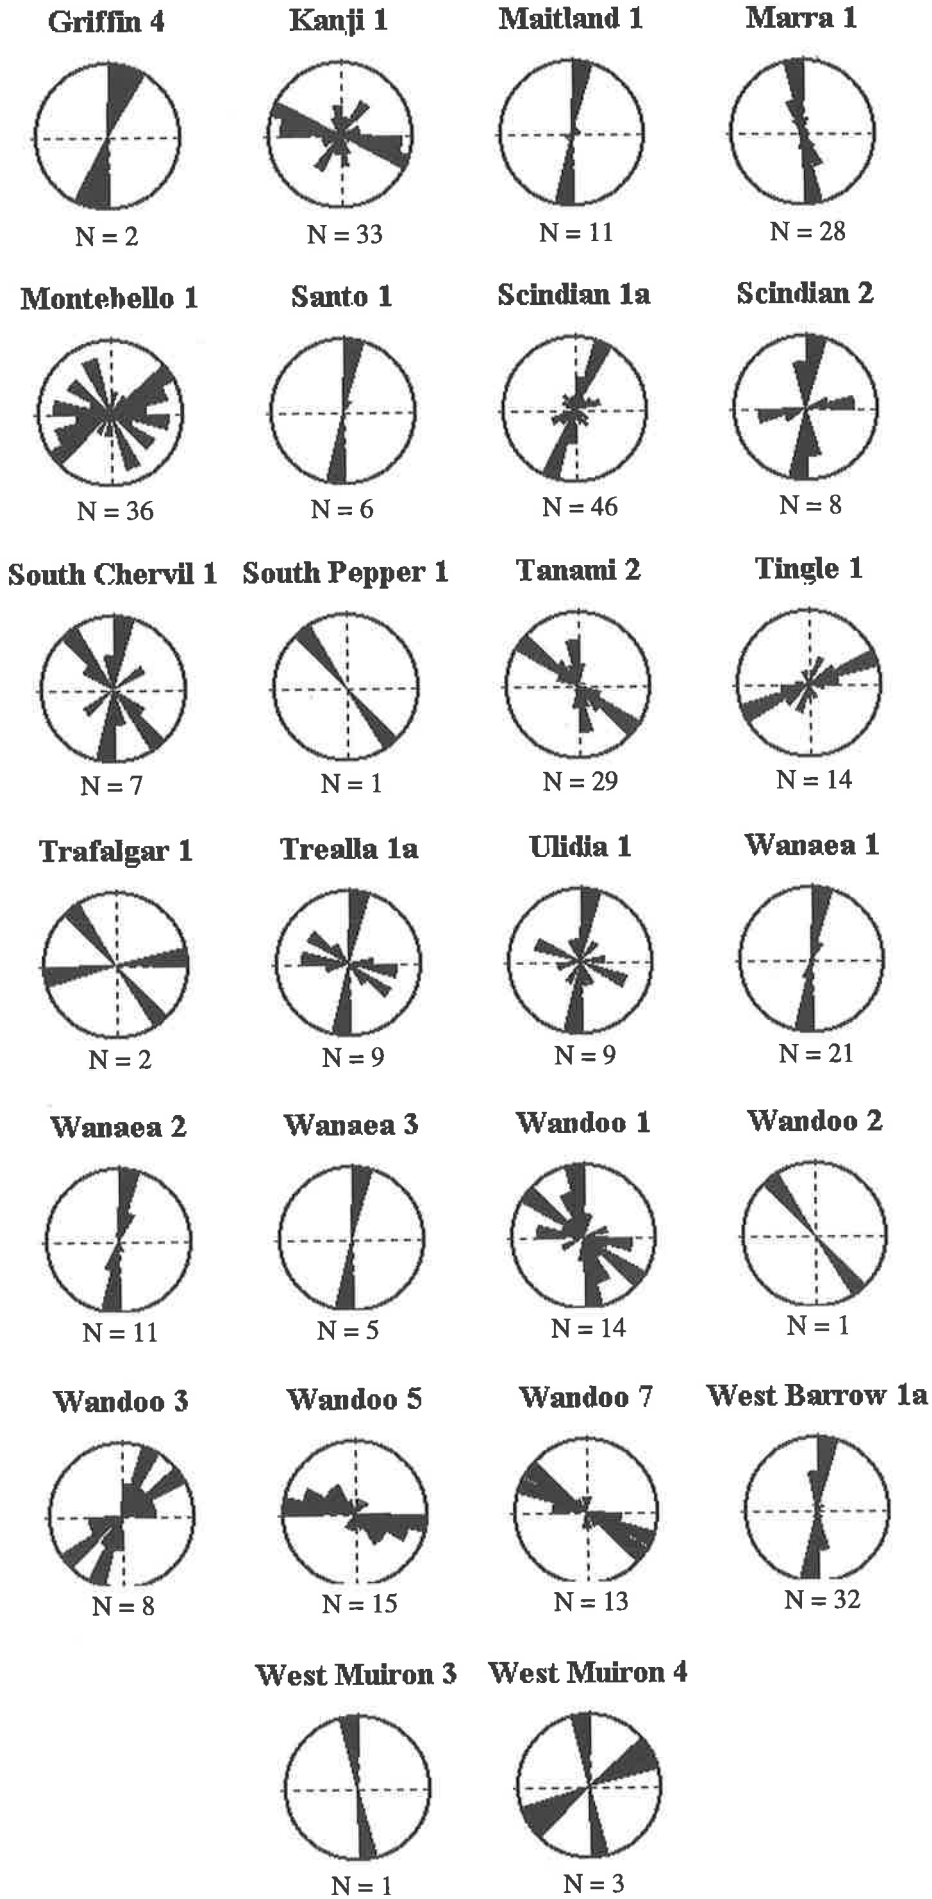 Griffin 4 Kanji 1 Maitland 1 Marra 1
N = 2 N = 33 N = 11 N = 28
Montebello 1 Santo 1 Scindian 1a Scindian 2
N = 36 N = 6 N = 46 N = 8
South Chervil 1 South Pepper 1 Tanami 2 Tingle 1
N = 7 N = 1 N = 29 N = 14
Trafalgar 1 Trealla 1a Ulidia 1 Wanaea 1
N = 2 N = 9 N = 9 N = 21
Wanaea 2 Wanaea 3 Wandoo 1 Wandoo 2
N = 11 N = 5 N = 14 N = 1
Wandoo 3 Wandoo 5 Wandoo 7 West Barrow 1a
N = 8 N = 15 N = 13 N = 32
West Muiron 3 West Muiron 4
N = 1 N = 3